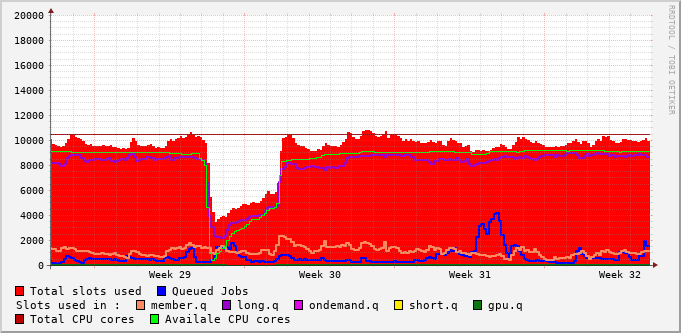 RRDTOOL / TOBI OETIKER
20000
18000
16000
14000
12000
10000
8000
6000
4000
2000
0
Week 29 Week 30 Week 31 Week 32
Total slots used Queued Jobs
Slots used in : member.q long.q ondemand.q short.q gpu.q
Total CPU cores Availale CPU cores